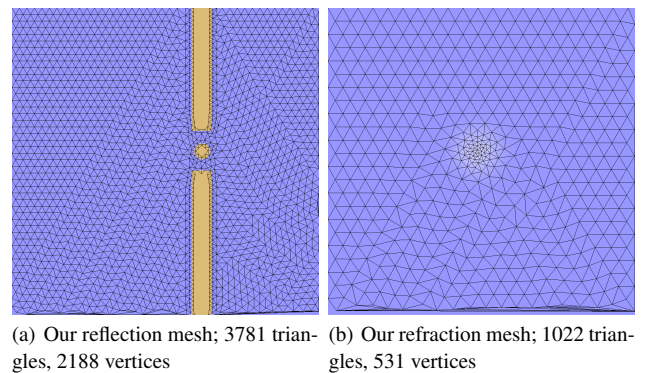 (a) Our reflection mesh; 3781 trian-
gles, 2188 vertices
(b) Our refraction mesh; 1022 trian-
gles, 531 vertices